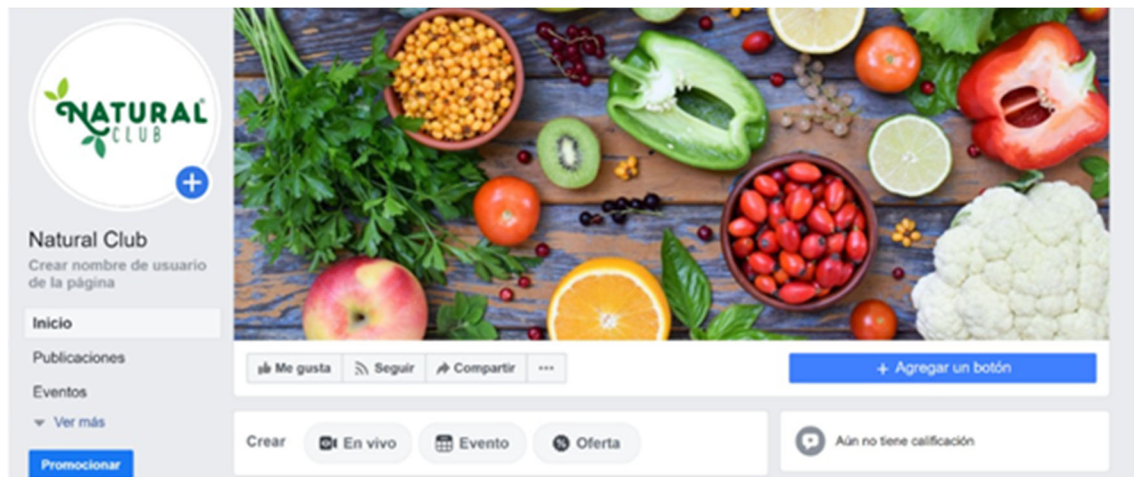 NATURAL
CLUB
Natural Club
Crear nombre de usuario
de la página
Inicio
Publicaciones
Eventos
Ver más
Promocionar
Me gusta
Seguir
Compartir
...
+ Agregar un botón
Crear
En vivo
Evento
Oferta
Aún no tiene calificación